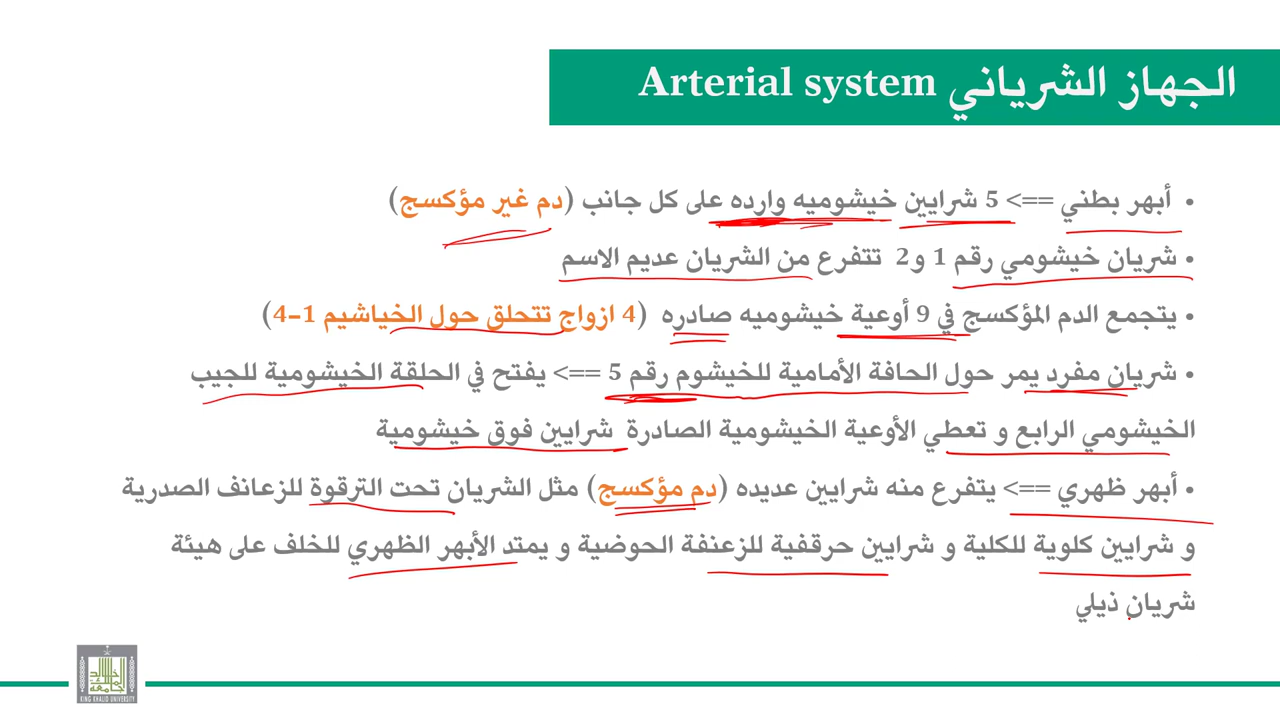 الجهاز الشرياني Arterial system
• أبهر بطني ==> 5 شرايين خيشوميه وارده على كل جانب (دم غير مؤكسج)
• شريان خيشومي رقم 1 و2 تتفرع من الشريان عديم الاسم
• يتجمع الدم المؤكسج في 9 أوعية خيشوميه صادره (4 ازواج تتحلق حول الخياشيم 1-4)
• شريان مفرد يمر حول الحافة الأمامية للخيشوم رقم 5 ==> يفتح في الحلقة الخيشومية للجيب
الخيشومي الرابع و تعطي الأوعية الخيشومية الصادرة شرايين فوق خيشومية
• أبهر ظهري ==> يتفرع منه شرايين عديده (دم مؤكسج) مثل الشريان تحت الترقوة للزعانف الصدرية
و شرايين كلوية للكلية و شرايين حرقفية للزعنفة الحوضية و يمتد الأبهر الظهري للخلف على هيئة
شريان ذيلي
KING KHALID UNIVERSITY